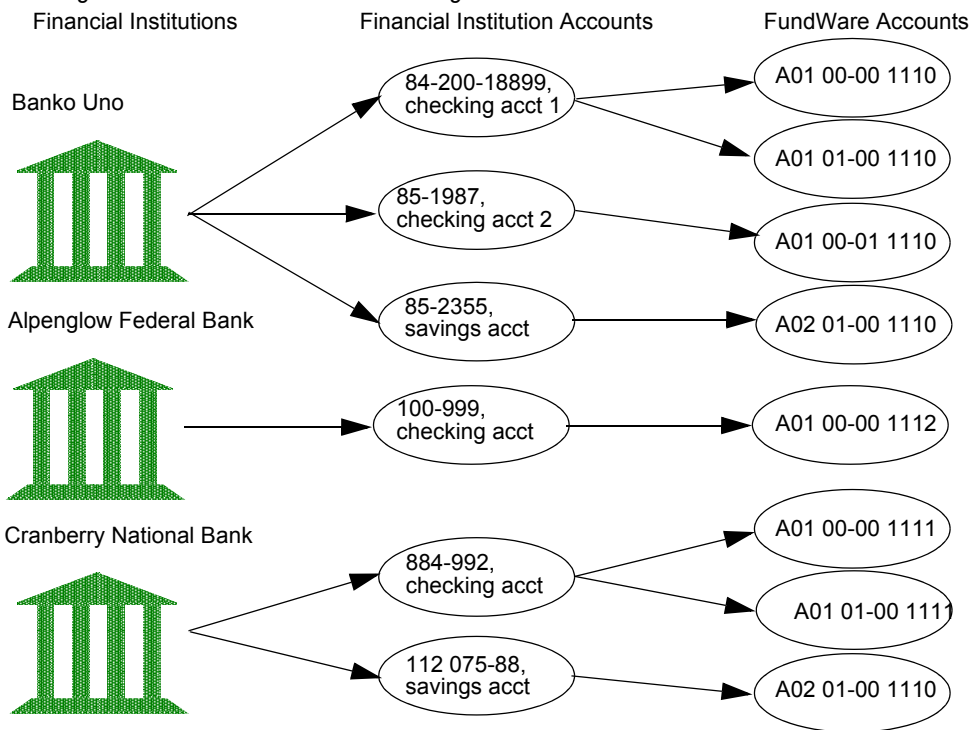 Financial Institutions
Financial Institution Accounts
FundWare Accounts
Banko Uno
84-200-18899,
checking acct 1
A01 00-00 1110
A01 01-00 1110
85-1987,
checking acct 2
A01 00-01 1110
85-2355,
savings acct
A02 01-00 1110
Alpenglow Federal Bank
100-999,
checking acct
A01 00-00 1112
Cranberry National Bank
884-992,
checking acct
A01 00-00 1111
A01 01-00 1111
112 075-88,
savings acct
A02 01-00 1110